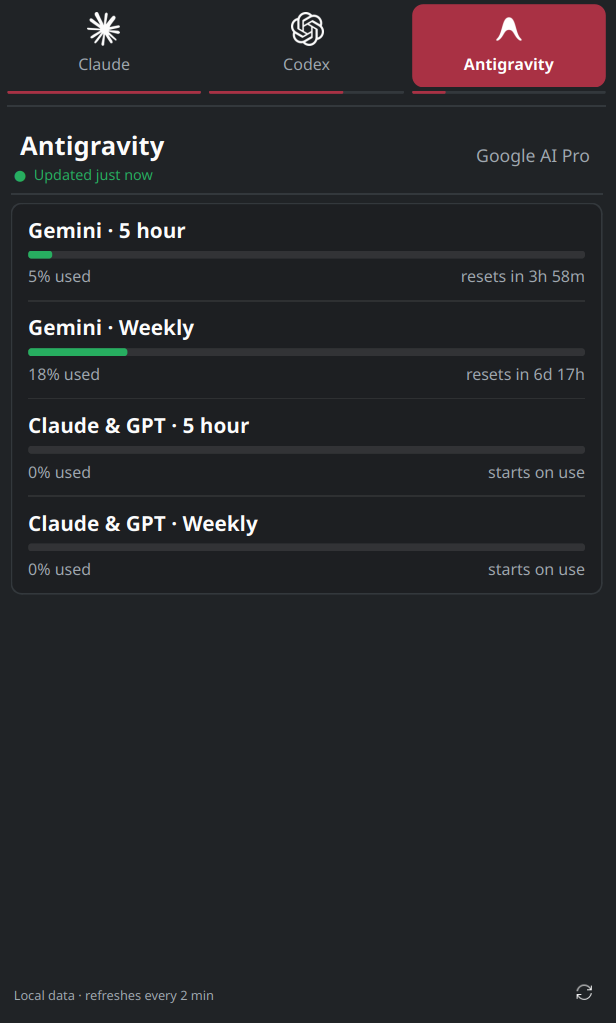 Claude
Codex
Antigravity
Antigravity
Google AI Pro
Updated just now
Gemini · 5 hour
5% used
resets in 3h 58m
Gemini · Weekly
18% used
resets in 6d 17h
Claude & GPT · 5 hour
0% used
starts on use
Claude & GPT · Weekly
0% used
starts on use
Local data · refreshes every 2 min